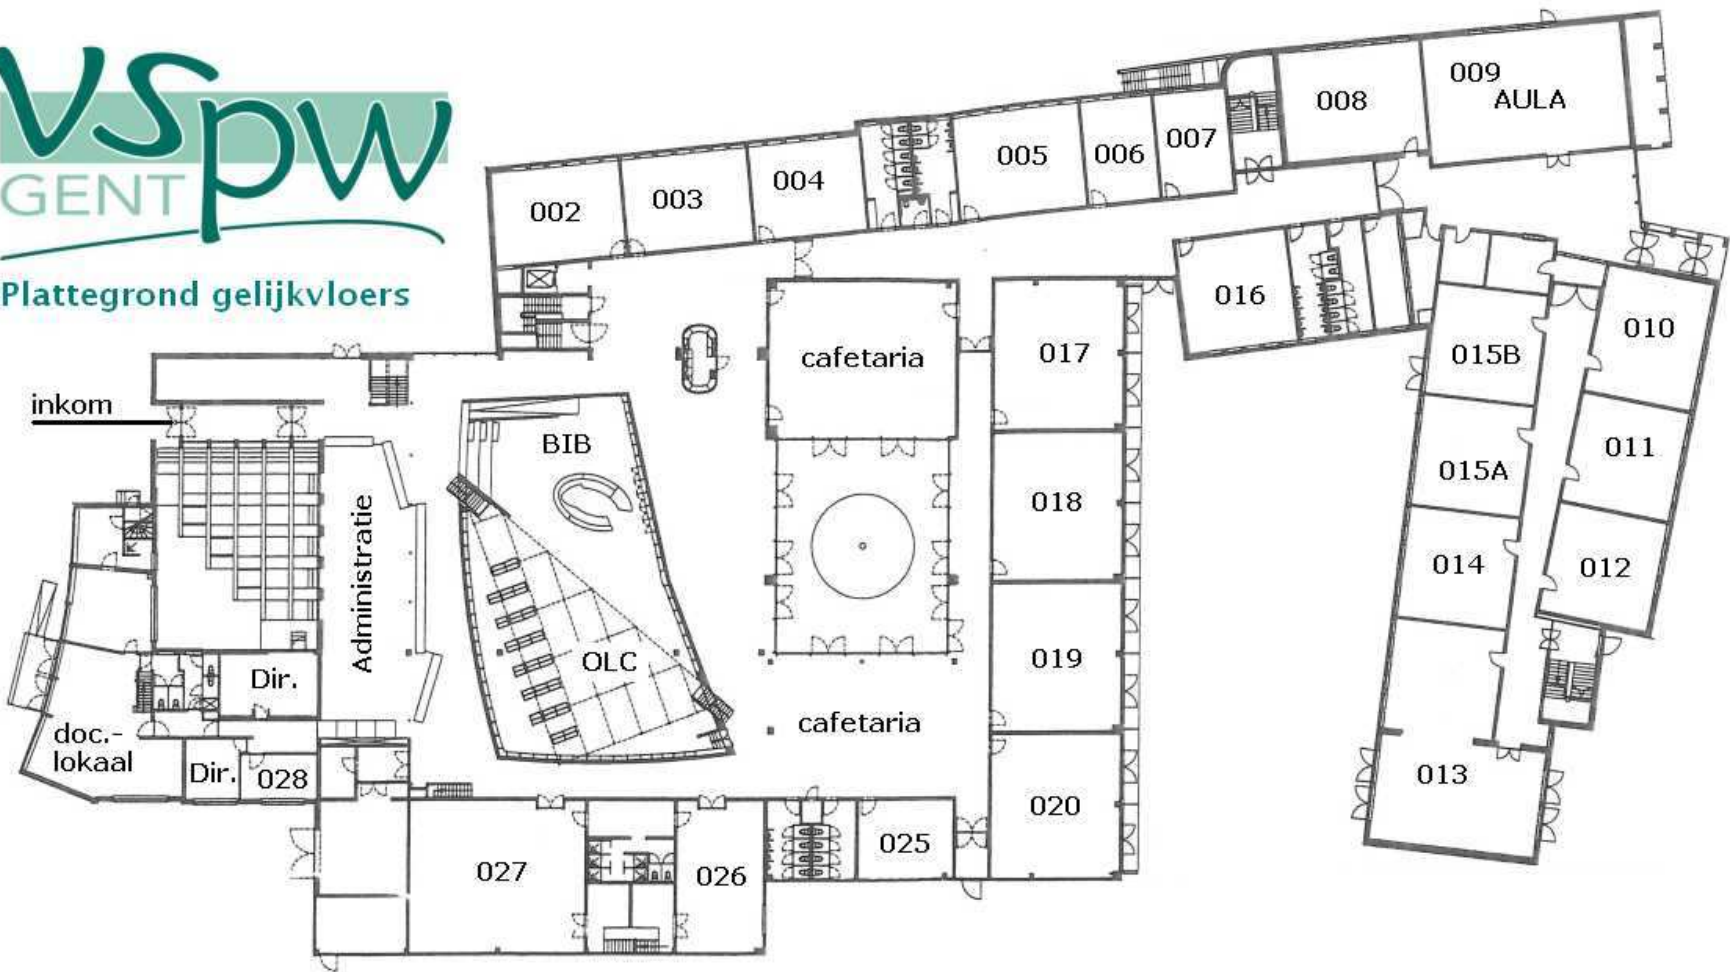 vspw
GENT
Plattegrond gelijkvloers
inkom
002
003
004
005
006
007
008
009
AULA
016
cafetaria
017
015B
010
BIB
018
015A
011
Administratie
014
012
OLC
019
Dir.
cafetaria
doc.-
lokaal
Dir.
028
013
020
027
026
025